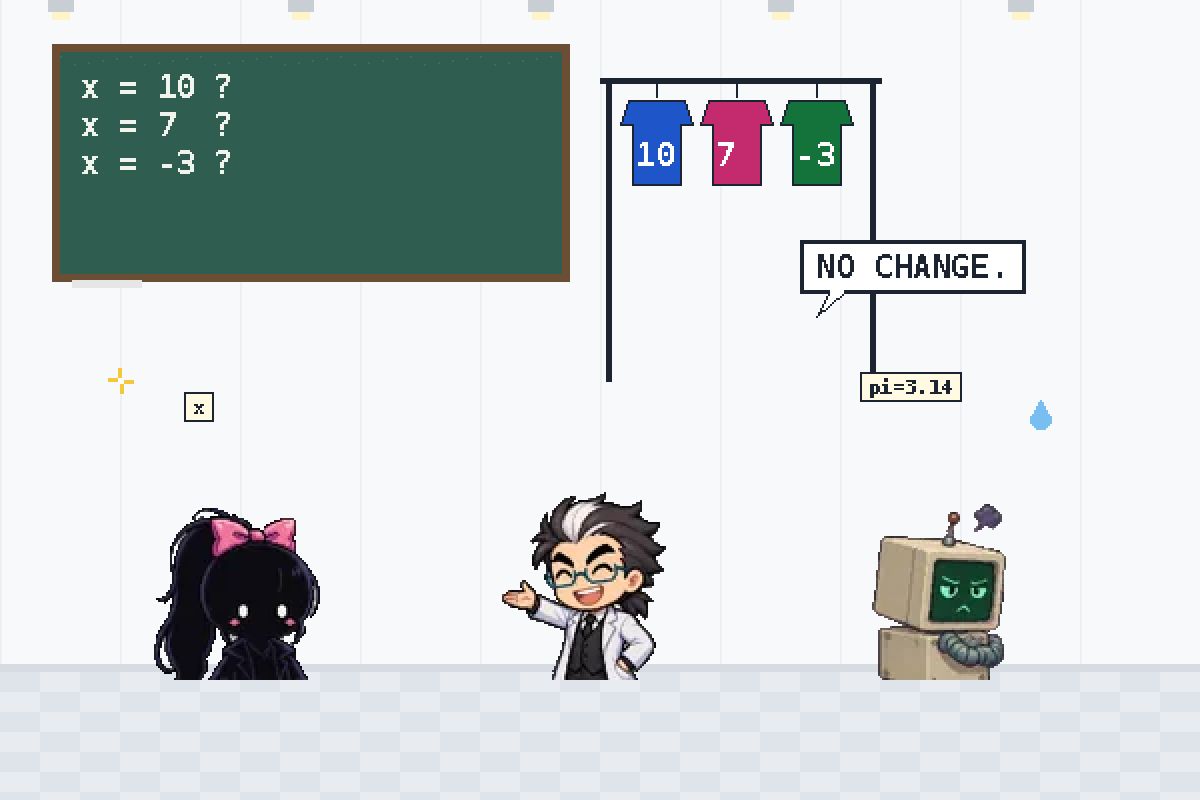 x = 10 ?
x = 7 ?
x = -3 ?
10
7
-3
NO CHANGE.
pi=3.14
x